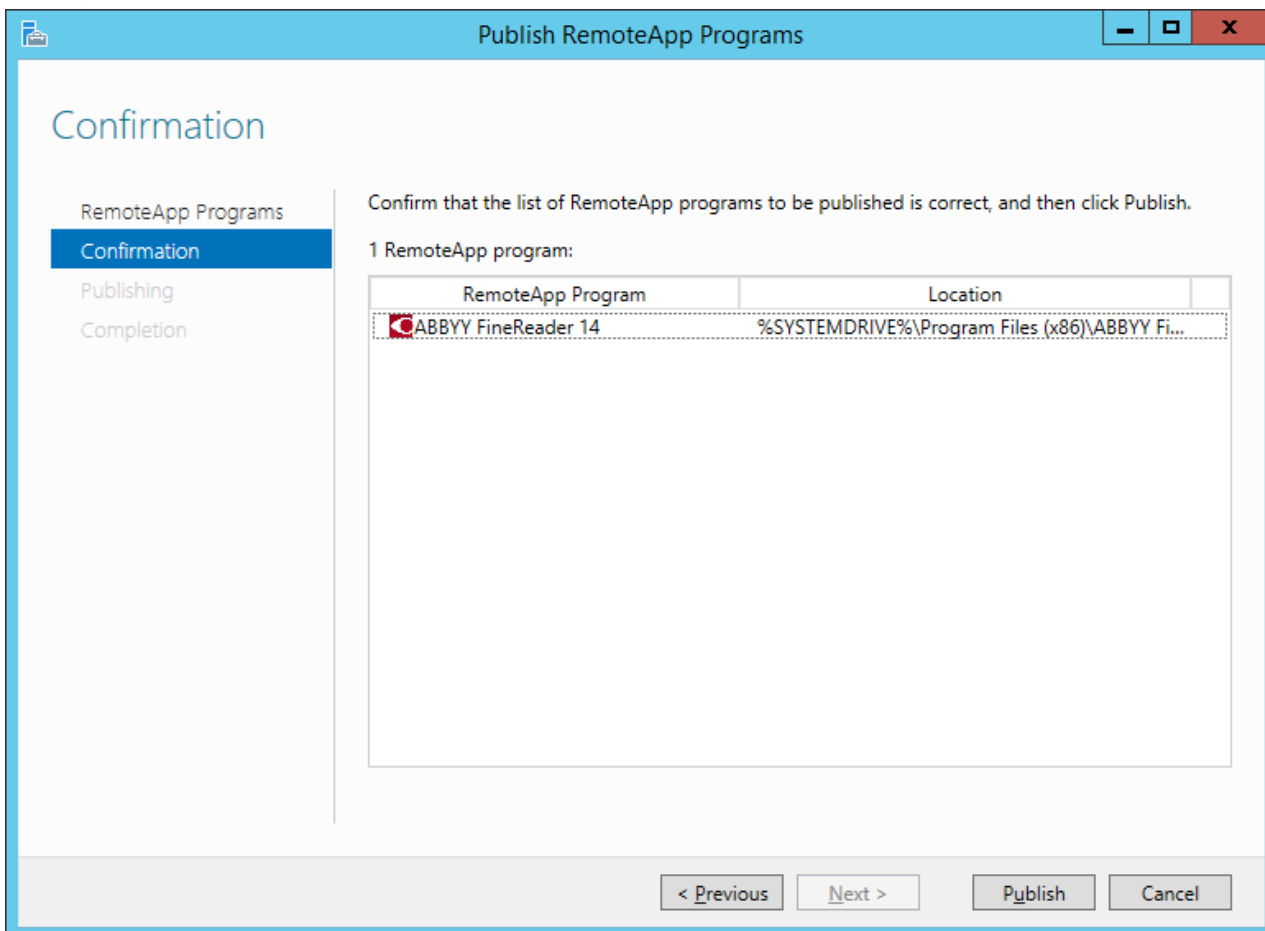 Publish RemoteApp Programs
Confirmation
RemoteApp Programs
Confirmation
Publishing
Completion
Confirm that the list of RemoteApp programs to be published is correct, and then click Publish.
1 RemoteApp program:
RemoteApp Program Location
ABBYY FineReader 14 %SYSTEMDRIVE%\Program Files (x86)\ABBYY Fi...
< Previous Next > Publish Cancel